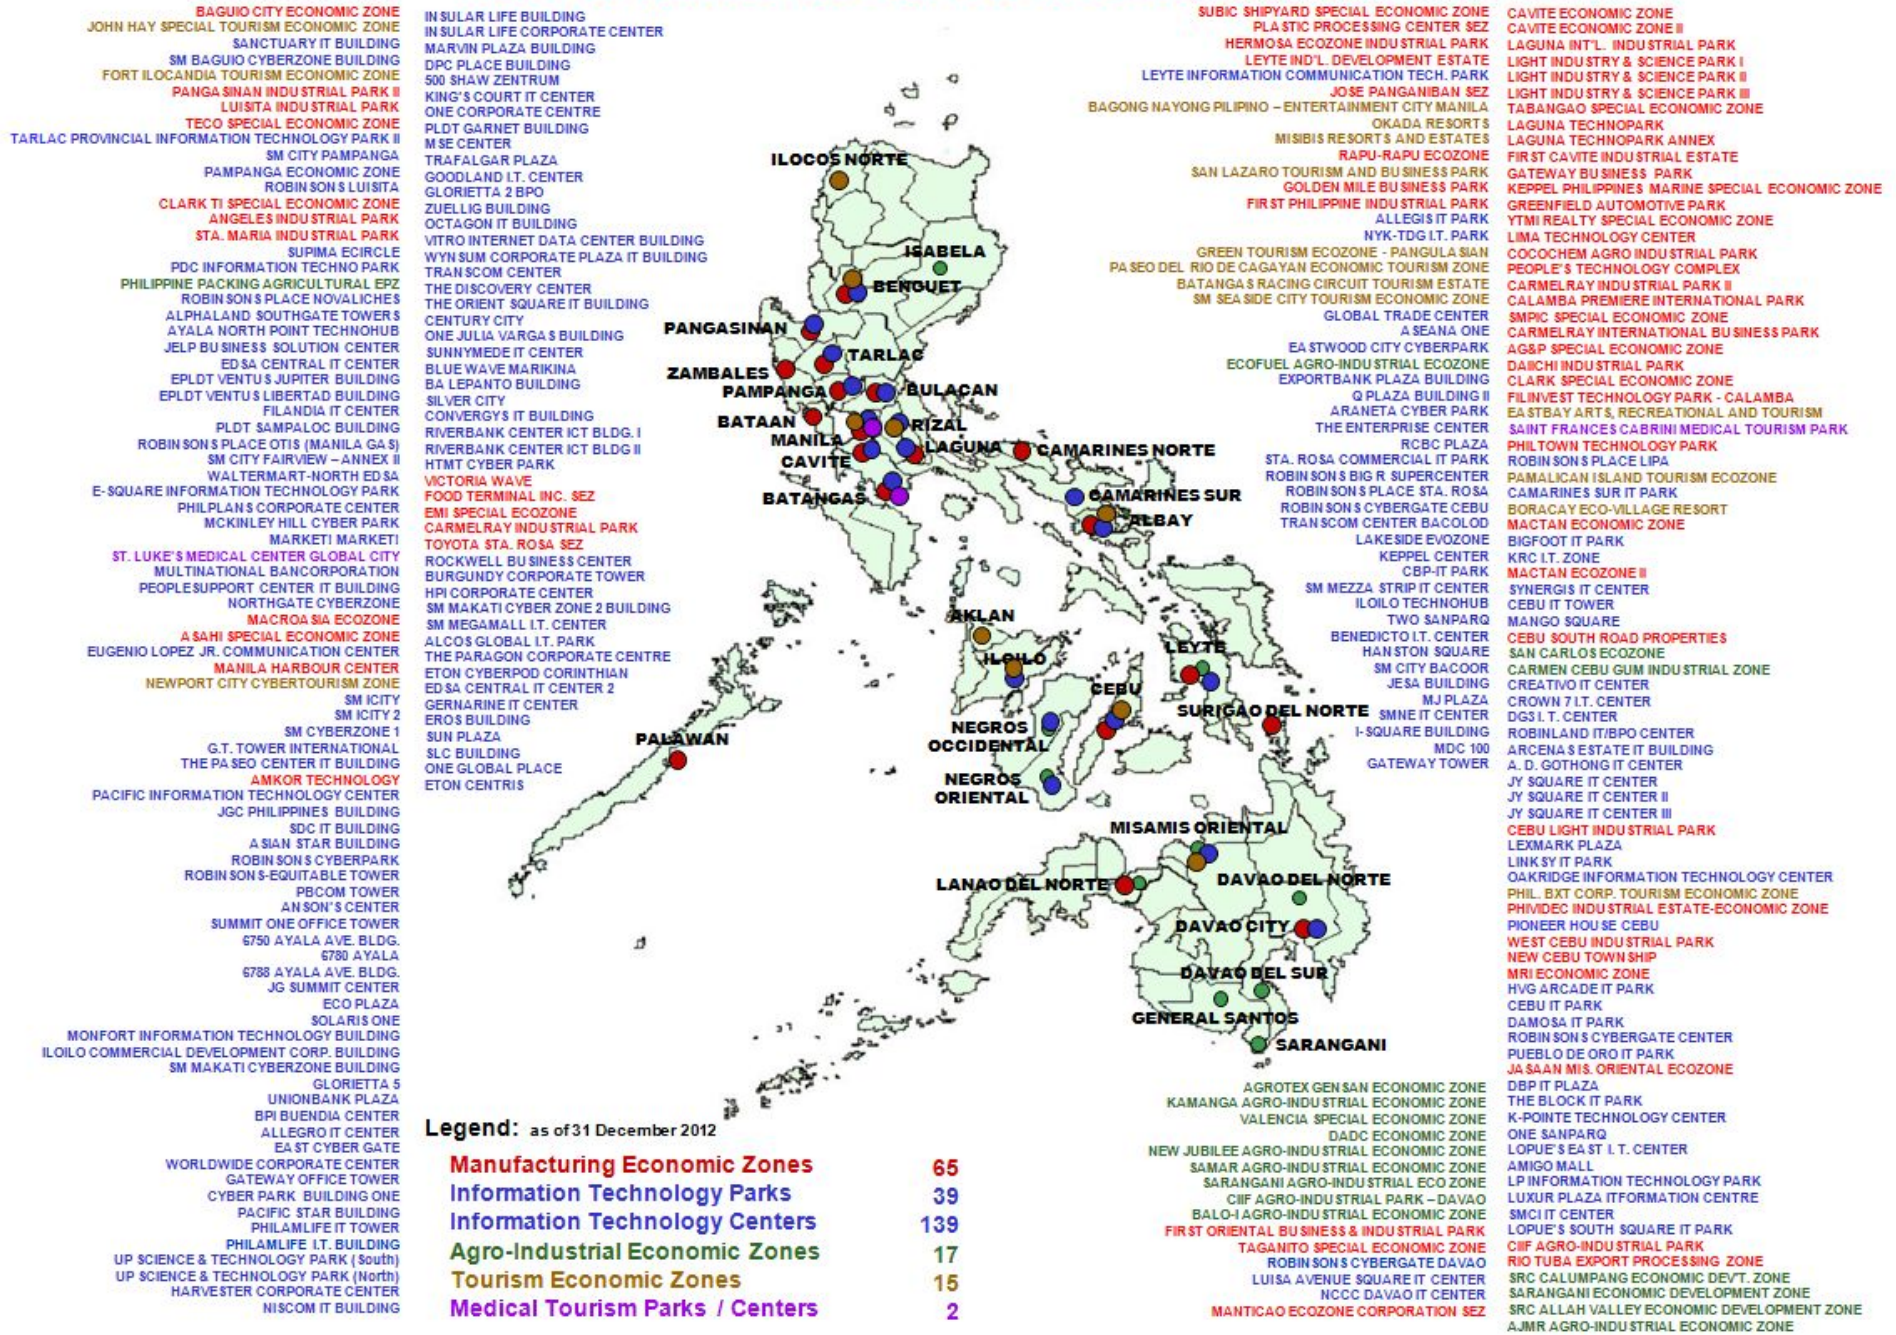 BAGUIO CITY ECONOMIC ZONE
JOHN HAY SPECIAL TOURISM ECONOMIC ZONE
SANCTUARY IT BUILDING
SM BAGUIO CYBERZONE BUILDING
FORT ILOCANDIA TOURISM ECONOMIC ZONE
PANGASINAN INDUSTRIAL PARK II
LUISITA INDUSTRIAL PARK
TECO SPECIAL ECONOMIC ZONE
TARLAC PROVINCIAL INFORMATION TECHNOLOGY PARK II
SM CITY PAMPANGA
PAMPANGA ECONOMIC ZONE
ROBINSONS LUISITA
CLARK TI SPECIAL ECONOMIC ZONE
ANGELES INDUSTRIAL PARK
STA. MARIA INDUSTRIAL PARK
SUPIMA ECIRCLE
PDC INFORMATION TECHNO PARK
PHILIPPINE PACKING AGRICULTURAL EPZ
ROBINSONS PLACE NOVALICHES
ALPHALAND SOUTHGATE TOWERS
AYALA NORTH POINT TECHNOHUB
JELP BUSINESS SOLUTION CENTER
EDSA CENTRAL IT CENTER
EPLDT VENTUS JUPITER BUILDING
EPLDT VENTUS LIBERTAD BUILDING
FILANDIA IT CENTER
PLDT SAMPALOC BUILDING
ROBINSONS PLACE OTIS (MANILA GAS)
SM CITY FAIRVIEW – ANNEX II
WALTERMART-NORTH EDSA
E-SQUARE INFORMATION TECHNOLOGY PARK
PHILPLANS CORPORATE CENTER
MCKINLEY HILL CYBER PARK
MARKET! MARKET!
ST. LUKE'S MEDICAL CENTER GLOBAL CITY
MULTINATIONAL BANCORPORATION
PEOPLESUPPORT CENTER IT BUILDING
NORTHGATE CYBERZONE
MACROASIA ECOZONE
ASAHI SPECIAL ECONOMIC ZONE
EUGENIO LOPEZ JR. COMMUNICATION CENTER
MANILA HARBOUR CENTER
NEWPORT CITY CYBERTOURISM ZONE
SM ICITY
SM ICITY 2
SM CYBERZONE 1
G.T. TOWER INTERNATIONAL
THE PASEO CENTER IT BUILDING
AMKOR TECHNOLOGY
PACIFIC INFORMATION TECHNOLOGY CENTER
JGC PHILIPPINES BUILDING
SDC IT BUILDING
ASIAN STAR BUILDING
ROBINSONS CYBERPARK
ROBINSONS-EQUITABLE TOWER
PBCOM TOWER
ANSON'S CENTER
SUMMIT ONE OFFICE TOWER
6750 AYALA AVE. BLDG.
6780 AYALA
6788 AYALA AVE. BLDG.
JG SUMMIT CENTER
ECO PLAZA
SOLARIS ONE
MONFORT INFORMATION TECHNOLOGY BUILDING
ILOILO COMMERCIAL DEVELOPMENT CORP. BUILDING
SM MAKATI CYBERZONE BUILDING
GLORIETTA 5
UNIONBANK PLAZA
BPI BUENDIA CENTER
ALLEGRO IT CENTER
EAST CYBER GATE
WORLDWIDE CORPORATE CENTER
GATEWAY OFFICE TOWER
CYBER PARK BUILDING ONE
PACIFIC STAR BUILDING
PHILAMLIFE IT TOWER
PHILAMLIFE I.T. BUILDING
UP SCIENCE & TECHNOLOGY PARK (South)
UP SCIENCE & TECHNOLOGY PARK (North)
HARVESTER CORPORATE CENTER
NISCOM IT BUILDING
INSULAR LIFE BUILDING
INSULAR LIFE CORPORATE CENTER
MARVIN PLAZA BUILDING
DPC PLACE BUILDING
500 SHAW ZENTRUM
KING'S COURT IT CENTER
ONE CORPORATE CENTRE
PLDT GARNET BUILDING
MSE CENTER
TRAFALGAR PLAZA
GOODLAND I.T. CENTER
GLORIETTA 2 BPO
ZUELLIG BUILDING
OCTAGON IT BUILDING
VITRO INTERNET DATA CENTER BUILDING
WYNSUM CORPORATE PLAZA IT BUILDING
TRANSCOM CENTER
THE DISCOVERY CENTER
THE ORIENT SQUARE IT BUILDING
CENTURY CITY
ONE JULIA VARGAS BUILDING
SUNNYMEDE IT CENTER
BLUE WAVE MARIKINA
BA LEPANTO BUILDING
SILVER CITY
CONVERGYS IT BUILDING
RIVERBANK CENTER ICT BLDG. I
RIVERBANK CENTER ICT BLDG II
HTMT CYBER PARK
VICTORIA WAVE
FOOD TERMINAL INC. SEZ
EMI SPECIAL ECOZONE
CARMELRAY INDUSTRIAL PARK
TOYOTA STA. ROSA SEZ
ROCKWELL BUSINESS CENTER
BURGUNDY CORPORATE TOWER
HPI CORPORATE CENTER
SM MAKATI CYBER ZONE 2 BUILDING
SM MEGAMALL I.T. CENTER
ALCOS GLOBAL I.T. PARK
THE PARAGON CORPORATE CENTRE
ETON CYBERPOD CORINTHIAN
EDSA CENTRAL IT CENTER 2
GERNARINE IT CENTER
EROS BUILDING
SUN PLAZA
SLC BUILDING
ONE GLOBAL PLACE
ETON CENTRIS
ILOCOS NORTE
ISABELA
BENGUET
PANGASINAN
TARLAC
ZAMBALES
PAMPANGA
BULACAN
BATAAN
RIZAL
MANILA
LAGUNA
CAMARINES NORTE
CAVITE
BATANGAS
CAMARINES SUR
ALBAY
AKLAN
ILOILO
LEYTE
CEBU
SURIGAO DEL NORTE
NEGROS
OCCIDENTAL
PALAWAN
NEGROS
ORIENTAL
MISAMIS ORIENTAL
LANAO DEL NORTE
DAVAO DEL NORTE
DAVAO CITY
DAVAO DEL SUR
GENERAL SANTOS
SARANGANI
Legend: as of 31 December 2012
Manufacturing Economic Zones 65
Information Technology Parks 39
Information Technology Centers 139
Agro-Industrial Economic Zones 17
Tourism Economic Zones 15
Medical Tourism Parks / Centers 2
SUBIC SHIPYARD SPECIAL ECONOMIC ZONE
PLASTIC PROCESSING CENTER SEZ
HERMOSA ECOZONE INDUSTRIAL PARK
LEYTE IND'L. DEVELOPMENT ESTATE
LEYTE INFORMATION COMMUNICATION TECH. PARK
JOSE PANGANIBAN SEZ
BAGONG NAYONG PILIPINO – ENTERTAINMENT CITY MANILA
OKADA RESORTS
MISIBIS RESORTS AND ESTATES
RAPU-RAPU ECOZONE
SAN LAZARO TOURISM AND BUSINESS PARK
GOLDEN MILE BUSINESS PARK
FIRST PHILIPPINE INDUSTRIAL PARK
ALLEGIS IT PARK
NYK-TDG I.T. PARK
GREEN TOURISM ECOZONE - PANGULASIAN
PASEO DEL RIO DE CAGAYAN ECONOMIC TOURISM ZONE
BATANGAS RACING CIRCUIT TOURISM ESTATE
SM SEASIDE CITY TOURISM ECONOMIC ZONE
GLOBAL TRADE CENTER
ASEANA ONE
EASTWOOD CITY CYBERPARK
ECOFUEL AGRO-INDUSTRIAL ECOZONE
EXPORTBANK PLAZA BUILDING
Q PLAZA BUILDING II
ARANETA CYBER PARK
THE ENTERPRISE CENTER
RCBC PLAZA
STA. ROSA COMMERCIAL IT PARK
ROBINSONS BIG R SUPERCENTER
ROBINSONS PLACE STA. ROSA
ROBINSONS CYBERGATE CEBU
TRANSCOM CENTER BACOLOD
LAKESIDE EVOZONE
KEPPEL CENTER
CBP-IT PARK
SM MEZZA STRIP IT CENTER
ILOILO TECHNOHUB
TWO SANPARQ
BENEDICTO I.T. CENTER
HANSTON SQUARE
SM CITY BACOOR
JESA BUILDING
MJ PLAZA
SMNE IT CENTER
I-SQUARE BUILDING
MDC 100
GATEWAY TOWER
AGROTEX GENSAN ECONOMIC ZONE
KAMANGA AGRO-INDUSTRIAL ECONOMIC ZONE
VALENCIA SPECIAL ECONOMIC ZONE
DADC ECONOMIC ZONE
NEW JUBILEE AGRO-INDUSTRIAL ECONOMIC ZONE
SAMAR AGRO-INDUSTRIAL ECONOMIC ZONE
SARANGANI AGRO-INDUSTRIAL ECO ZONE
CIIF AGRO-INDUSTRIAL PARK – DAVAO
BALO-I AGRO-INDUSTRIAL ECONOMIC ZONE
FIRST ORIENTAL BUSINESS & INDUSTRIAL PARK
TAGANITO SPECIAL ECONOMIC ZONE
ROBINSONS CYBERGATE DAVAO
LUISA AVENUE SQUARE IT CENTER
NCCC DAVAO IT CENTER
MANTICAO ECOZONE CORPORATION SEZ
CAVITE ECONOMIC ZONE
CAVITE ECONOMIC ZONE II
LAGUNA INT'L. INDUSTRIAL PARK
LIGHT INDUSTRY & SCIENCE PARK I
LIGHT INDUSTRY & SCIENCE PARK II
LIGHT INDUSTRY & SCIENCE PARK III
TABANGAO SPECIAL ECONOMIC ZONE
LAGUNA TECHNOPARK
LAGUNA TECHNOPARK ANNEX
FIRST CAVITE INDUSTRIAL ESTATE
GATEWAY BUSINESS PARK
KEPPEL PHILIPPINES MARINE SPECIAL ECONOMIC ZONE
GREENFIELD AUTOMOTIVE PARK
YTMI REALTY SPECIAL ECONOMIC ZONE
LIMA TECHNOLOGY CENTER
COCOCHEM AGRO INDUSTRIAL PARK
PEOPLE'S TECHNOLOGY COMPLEX
CARMELRAY INDUSTRIAL PARK II
CALAMBA PREMIERE INTERNATIONAL PARK
SMPIC SPECIAL ECONOMIC ZONE
CARMELRAY INTERNATIONAL BUSINESS PARK
AG&P SPECIAL ECONOMIC ZONE
DAIICHI INDUSTRIAL PARK
CLARK SPECIAL ECONOMIC ZONE
FILINVEST TECHNOLOGY PARK - CALAMBA
EASTBAY ARTS, RECREATIONAL AND TOURISM
SAINT FRANCES CABRINI MEDICAL TOURISM PARK
PHILTOWN TECHNOLOGY PARK
ROBINSONS PLACE LIPA
PAMALICAN ISLAND TOURISM ECOZONE
CAMARINES SUR IT PARK
BORACAY ECO-VILLAGE RESORT
MACTAN ECONOMIC ZONE
BIGFOOT IT PARK
KRC I.T. ZONE
MACTAN ECOZONE II
SYNERGIS IT CENTER
CEBU IT TOWER
MANGO SQUARE
CEBU SOUTH ROAD PROPERTIES
SAN CARLOS ECOZONE
CARMEN CEBU GUM INDUSTRIAL ZONE
CREATIVO IT CENTER
CROWN 7 I.T. CENTER
DGS I. T. CENTER
ROBINLAND IT/BPO CENTER
ARCENAS ESTATE IT BUILDING
A. D. GOTHONG IT CENTER
JY SQUARE IT CENTER
JY SQUARE IT CENTER II
JY SQUARE IT CENTER III
CEBU LIGHT INDUSTRIAL PARK
LEXMARK PLAZA
LINKSY IT PARK
OAKRIDGE INFORMATION TECHNOLOGY CENTER
PHIL. BXT CORP. TOURISM ECONOMIC ZONE
PHIVIDEC INDUSTRIAL ESTATE-ECONOMIC ZONE
PIONEER HOUSE CEBU
WEST CEBU INDUSTRIAL PARK
NEW CEBU TOWNSHIP
MRI ECONOMIC ZONE
HVG ARCADE IT PARK
CEBU IT PARK
DAMOSA IT PARK
ROBINSONS CYBERGATE CENTER
PUEBLO DE ORO IT PARK
JASAAN MIS. ORIENTAL ECOZONE
DBP IT PLAZA
THE BLOCK IT PARK
K-POINTE TECHNOLOGY CENTER
ONE SANPARQ
LOPUE'S EAST I. T. CENTER
AMIGO MALL
LP INFORMATION TECHNOLOGY PARK
LUXUR PLAZA ITFORMATION CENTRE
SMCI IT CENTER
LOPUE'S SOUTH SQUARE IT PARK
CIIF AGRO-INDUSTRIAL PARK
RIO TUBA EXPORT PROCESSING ZONE
SRC CALUMPANG ECONOMIC DEV'T. ZONE
SARANGANI ECONOMIC DEVELOPMENT ZONE
SRC ALLAH VALLEY ECONOMIC DEVELOPMENT ZONE
AJMR AGRO-INDUSTRIAL ECONOMIC ZONE